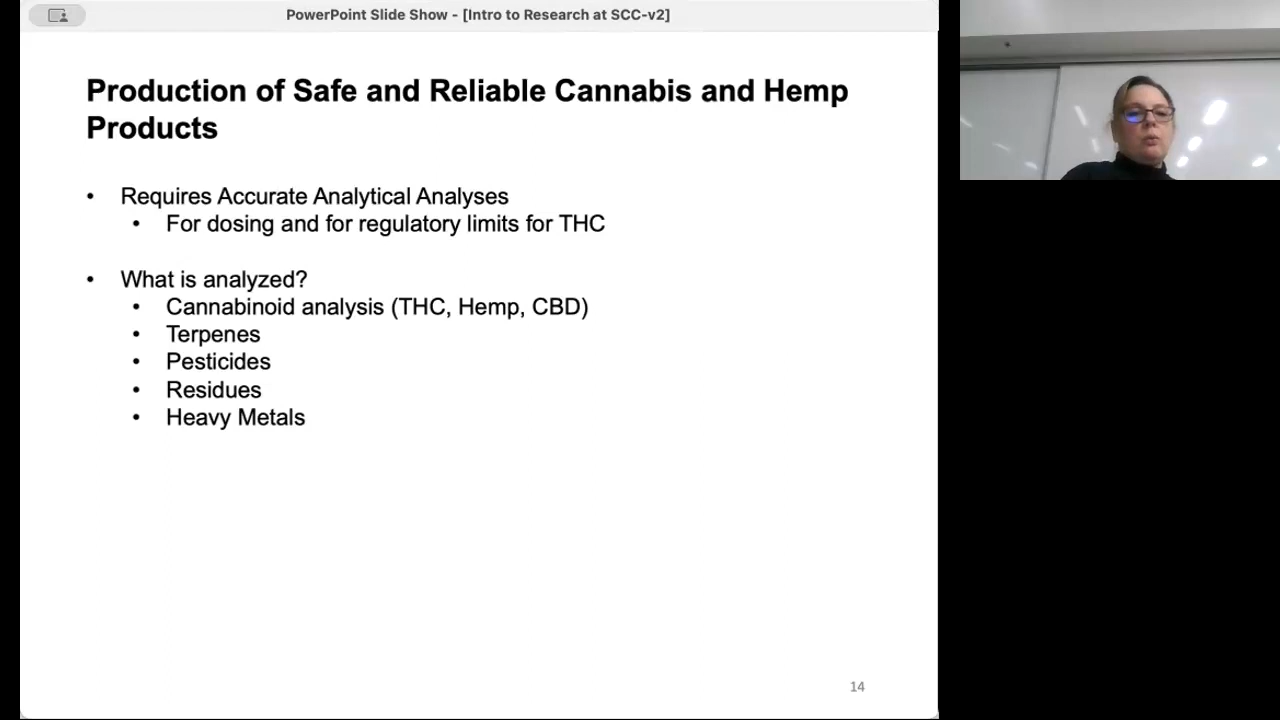 PowerPoint Slide Show - [Intro to Research at SCC-v2]
Production of Safe and Reliable Cannabis and Hemp
Products
• Requires Accurate Analytical Analyses
• For dosing and for regulatory limits for THC
• What is analyzed?
• Cannabinoid analysis (THC, Hemp, CBD)
• Terpenes
• Pesticides
• Residues
• Heavy Metals
14